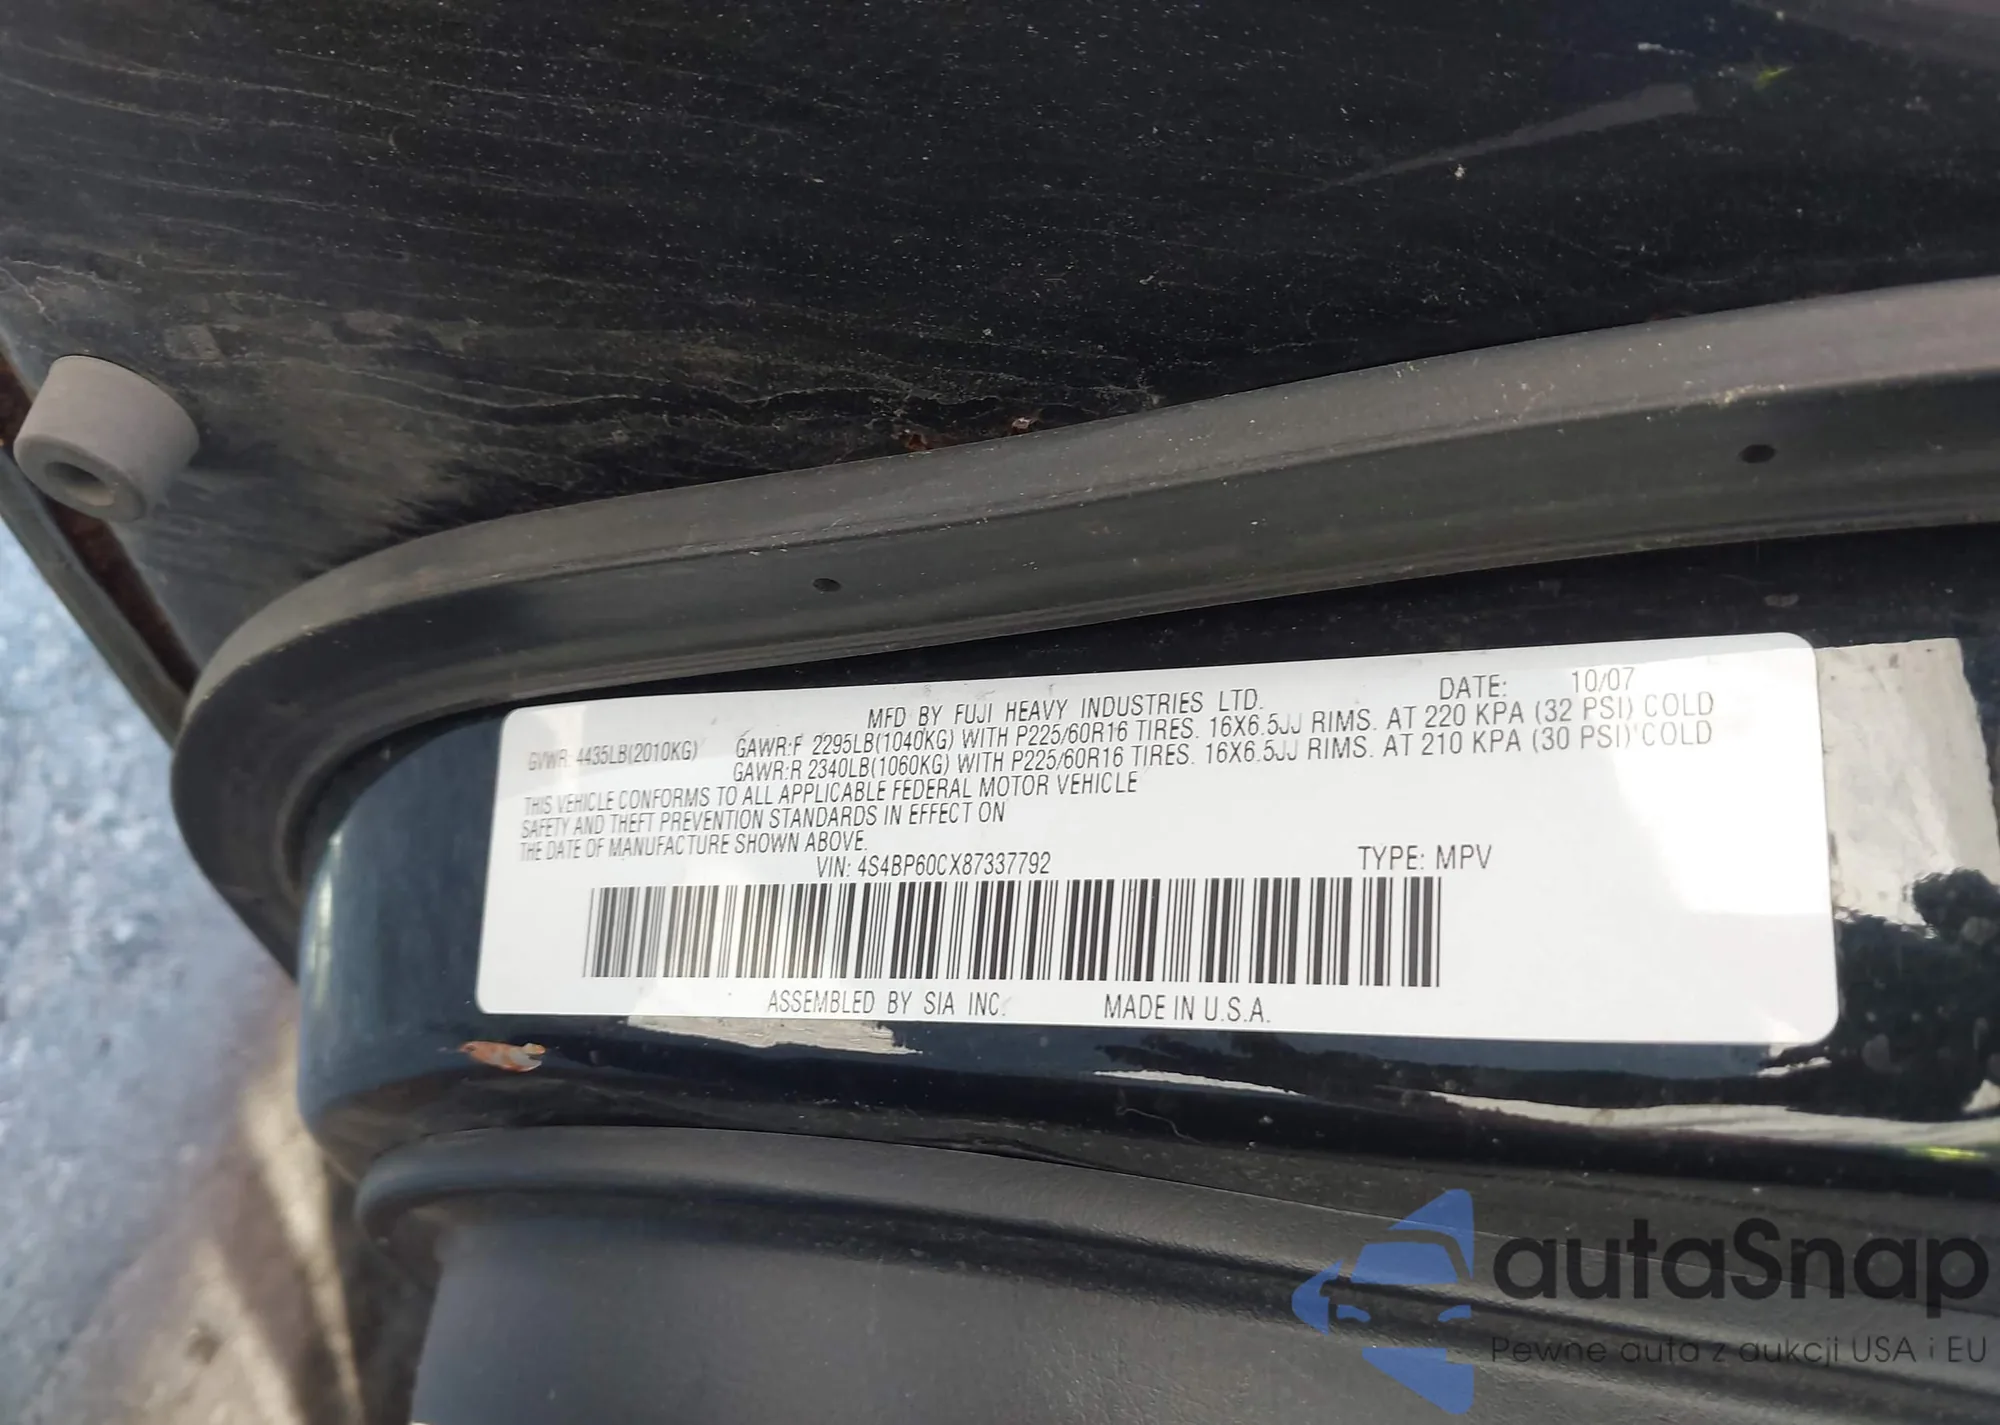 MFD BY FUJI HEAVY INDUSTRIES LTD. DATE: 10/07
GVWR: 4435LB(2010KG) GAWR:F 2295LB(1040KG) WITH P225/60R16 TIRES. 16X6.5JJ RIMS. AT 220 KPA (32 PSI) COLD
GAWR:R 2340LB(1060KG) WITH P225/60R16 TIRES. 16X6.5JJ RIMS. AT 210 KPA (30 PSI) COLD
THIS VEHICLE CONFORMS TO ALL APPLICABLE FEDERAL MOTOR VEHICLE
SAFETY AND THEFT PREVENTION STANDARDS IN EFFECT ON
THE DATE OF MANUFACTURE SHOWN ABOVE.
VIN: 4S4BP60CX87337792 TYPE: MPV
ASSEMBLED BY SIA INC. MADE IN U.S.A.
autaSnap
Pewne auta z aukcji USA i EU